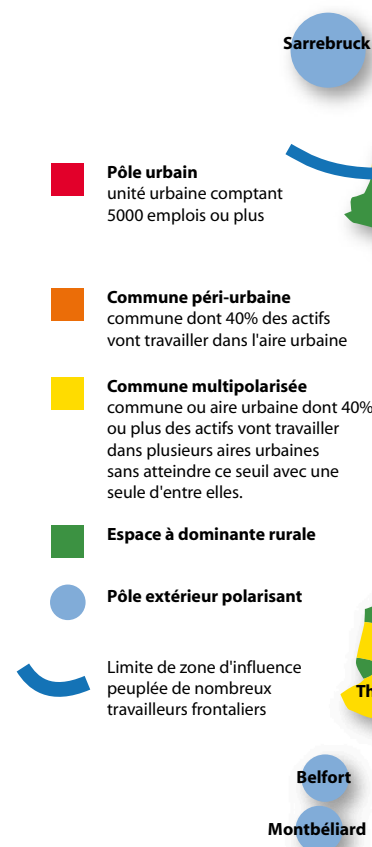 Sarrebruck
Pôle urbain
unité urbaine comptant
5000 emplois ou plus
Commune péri-urbaine
commune dont 40% des actifs
vont travailler dans l'aire urbaine
Commune multipolarisée
commune ou aire urbaine dont 40%
ou plus des actifs vont travailler
dans plusieurs aires urbaines
sans atteindre ce seuil avec une
seule d'entre elles.
Espace à dominante rurale
Pôle extérieur polarisant
Limite de zone d'influence
peuplée de nombreux
travailleurs frontaliers
Belfort
Montbéliard